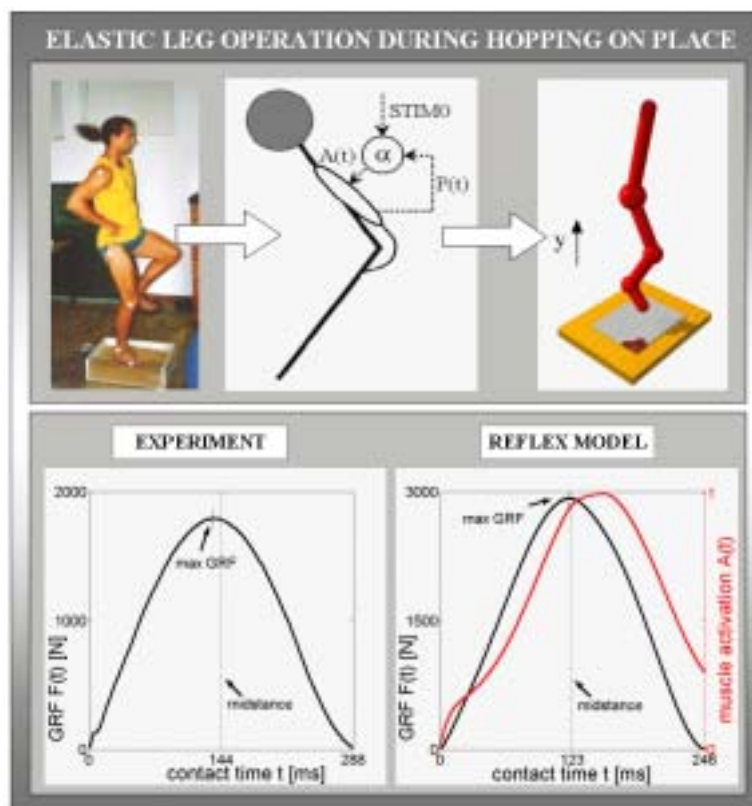 ELASTIC LEG OPERATION DURING HOPPING ON PLACE
STIM0
A(t)
α
P(t)
y
EXPERIMENT
REFLEX MODEL
2000
1000
0
GRF F(t) [N]
max GRF
midstance
0
144
288
contact time t [ms]
3000
1500
0
GRF F(t) [N]
max GRF
midstance
1
muscle activation A(t)
0
123
246
contact time t [ms]